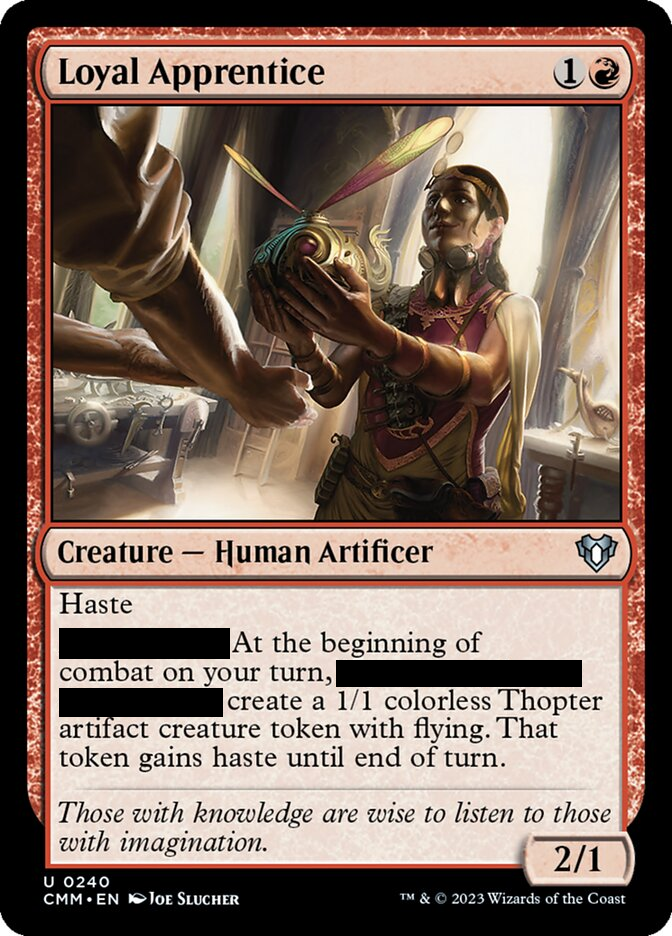 Loyal Apprentice 1
Creature — Human Artificer
Haste
At the beginning of
combat on your turn,
create a 1/1 colorless Thopter
artifact creature token with flying. That
token gains haste until end of turn.
Those with knowledge are wise to listen to those
with imagination.
2/1
U 0240
CMM • EN Joe Slucher
™ & © 2023 Wizards of the Coast